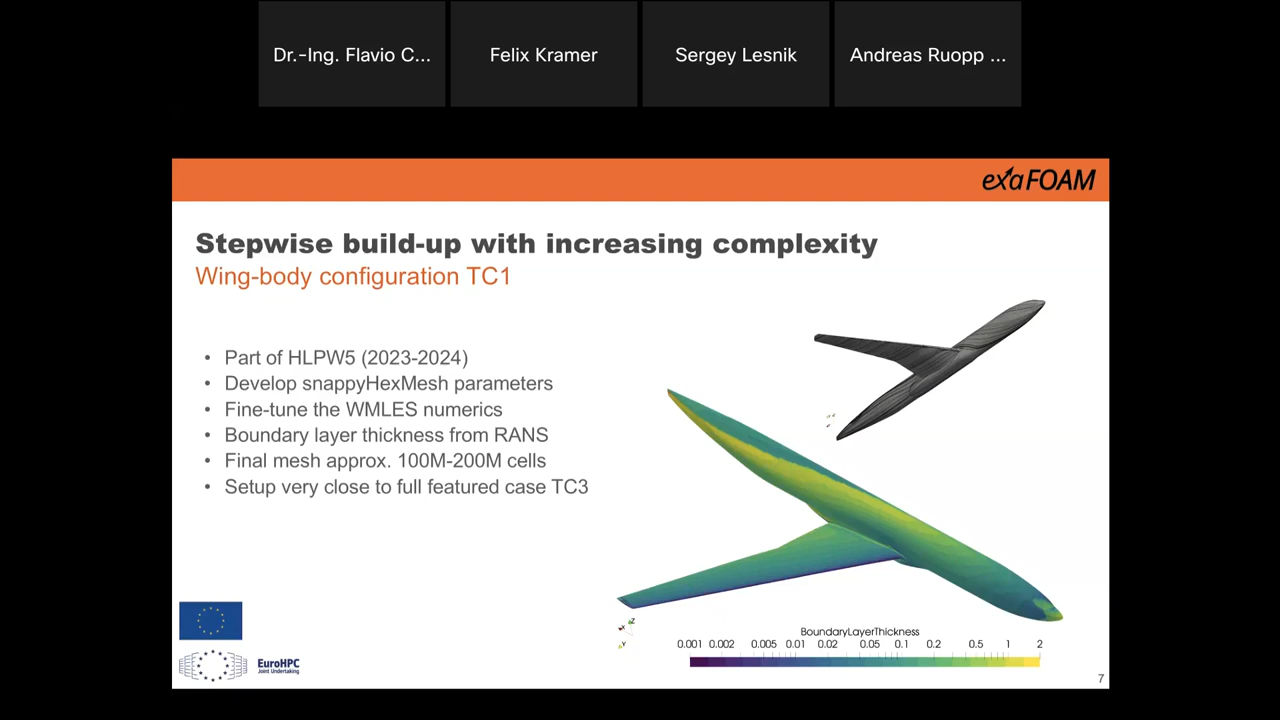 Dr.-Ing. Flavio C...
Felix Kramer
Sergey Lesnik
Andreas Ruopp ...
exaFOAM
Stepwise build-up with increasing complexity
Wing-body configuration TC1
• Part of HLPW5 (2023-2024)
• Develop snappyHexMesh parameters
• Fine-tune the WMLES numerics
• Boundary layer thickness from RANS
• Final mesh approx. 100M-200M cells
• Setup very close to full featured case TC3
BoundaryLayerThickness
0.001 0.002 0.005 0.01 0.02 0.05 0.1 0.2 0.5 1 2
EuroHPC
Joint Undertaking
7